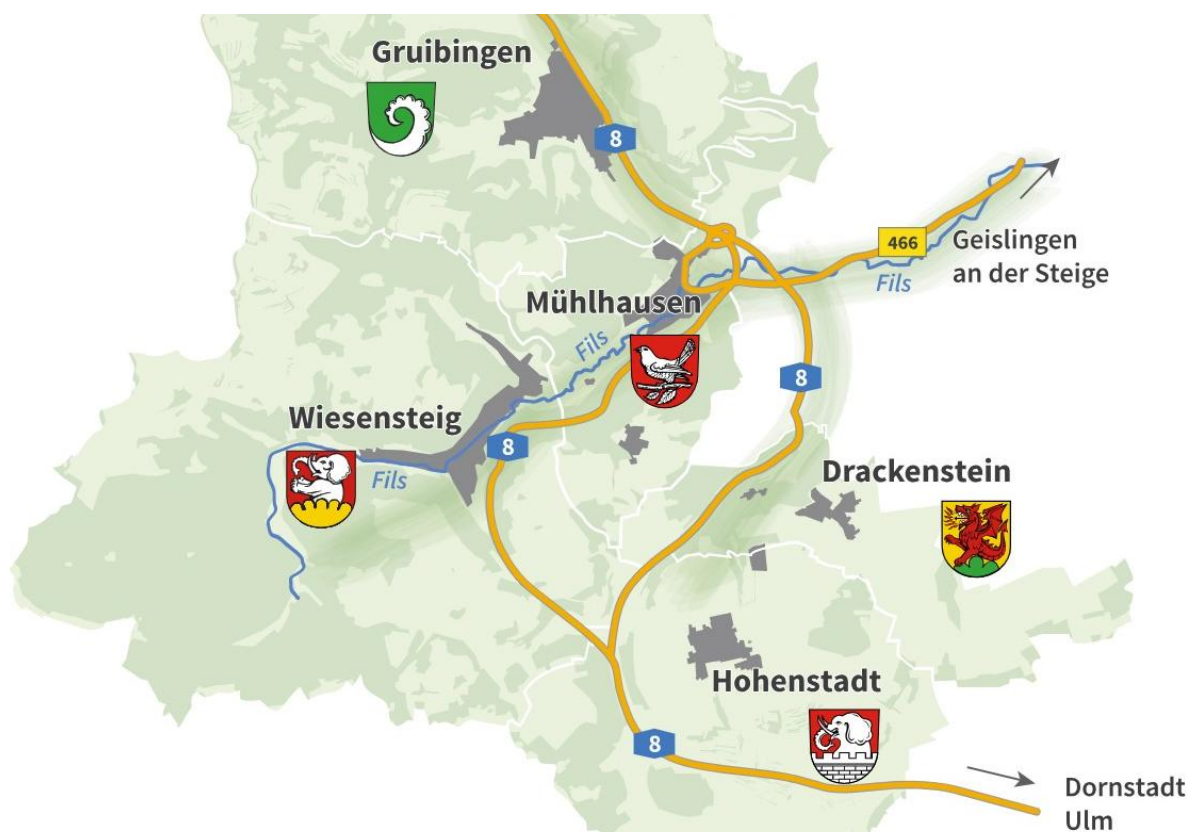 Gruibingen
8
466
Geislingen
an der Steige
Fils
Mühlhausen
Fils
8
Wiesensteig
8
Fils
Drackenstein
Hohenstadt
8
Dornstadt
Ulm